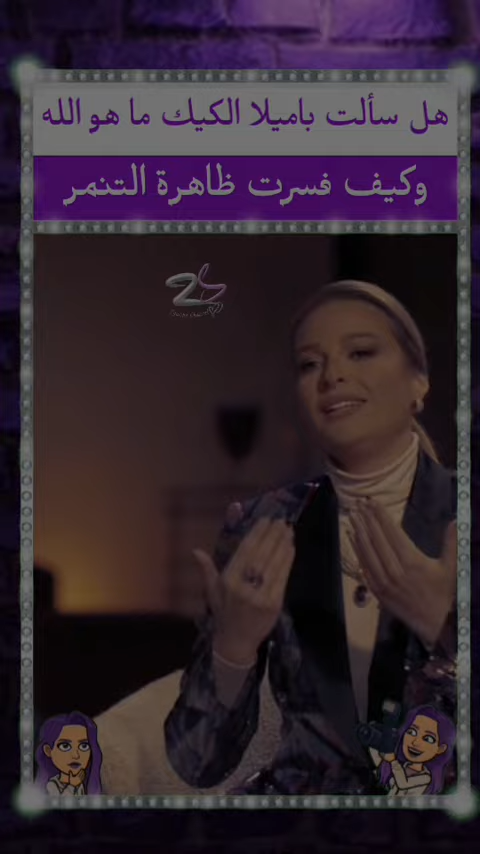 هل سألت باميلا الكيك ما هو الله
وكيف فسرت ظاهرة التنمر